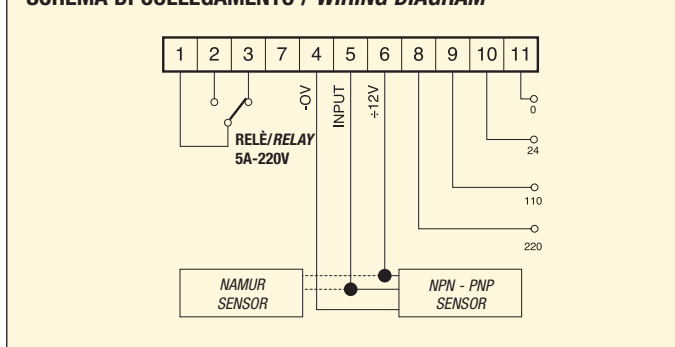 SCHEMA DI COLLEGAMENTO / WIRING DIAGRAM
1 2 3 7 4 5 6 8 9 10 11
-OV
INPUT
÷12V
0
RELÈ/RELAY
5A-220V
24
110
220
NAMUR
SENSOR
NPN - PNP
SENSOR